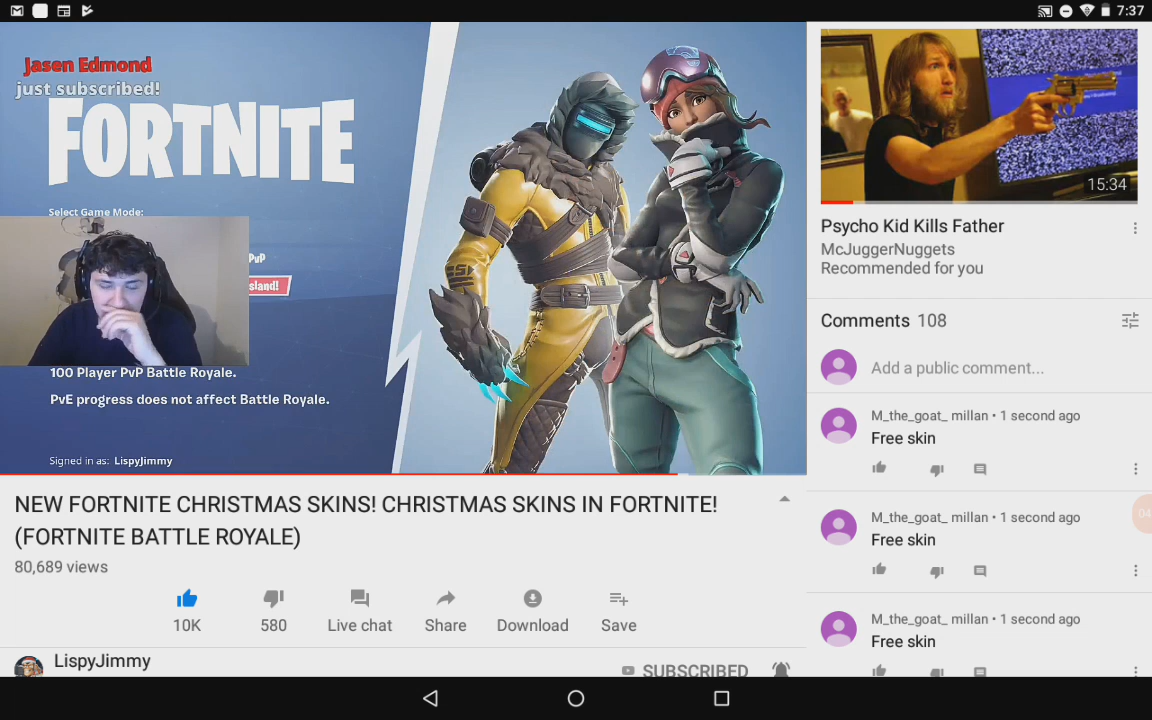 7:37
Jasen Edmond
just subscribed!
FORTNITE
Select Game Mode:
PvP
sland!
100 Player PvP Battle Royale.
PvE progress does not affect Battle Royale.
Signed in as: LispyJimmy
NEW FORTNITE CHRISTMAS SKINS! CHRISTMAS SKINS IN FORTNITE!
(FORTNITE BATTLE ROYALE)
80,689 views
10K
580
Live chat
Share
Download
Save
LispyJimmy
SUBSCRIBED
15:34
Psycho Kid Kills Father
McJuggerNuggets
Recommended for you
Comments 108
Add a public comment...
M_the_goat_ millan • 1 second ago
Free skin
M_the_goat_ millan • 1 second ago
Free skin
M_the_goat_ millan • 1 second ago
Free skin
04